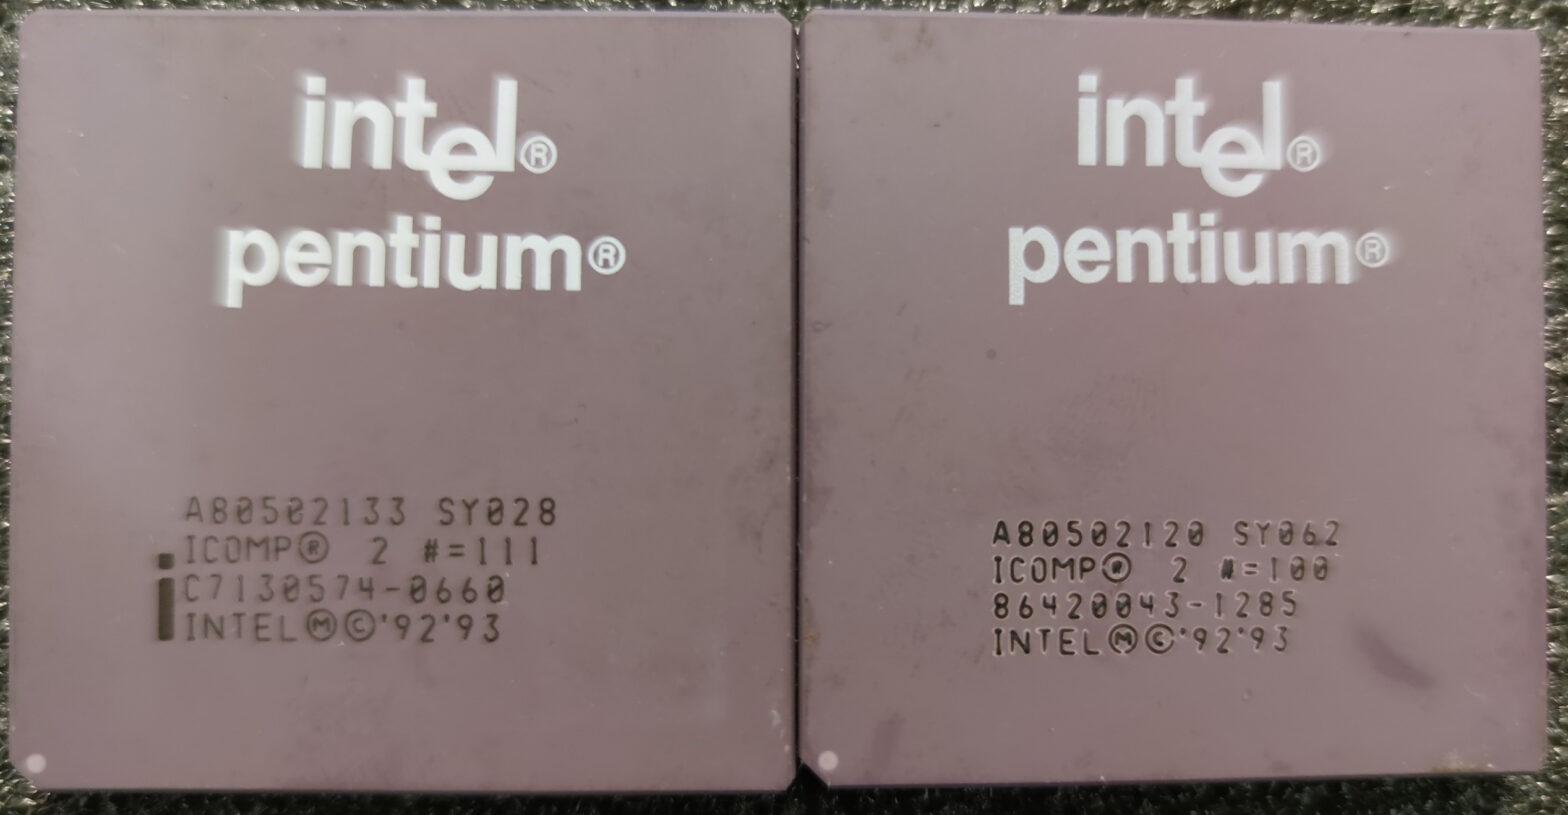 intel®
pentium®
A80502133 SY028
ICOMP® 2 #=111
C7130574-0660
INTEL Ⓜ©'92'93
intel®
pentium®
A80502120 SY062
ICOMP® 2 #=100
86420043-1285
INTEL Ⓜ©'92'93